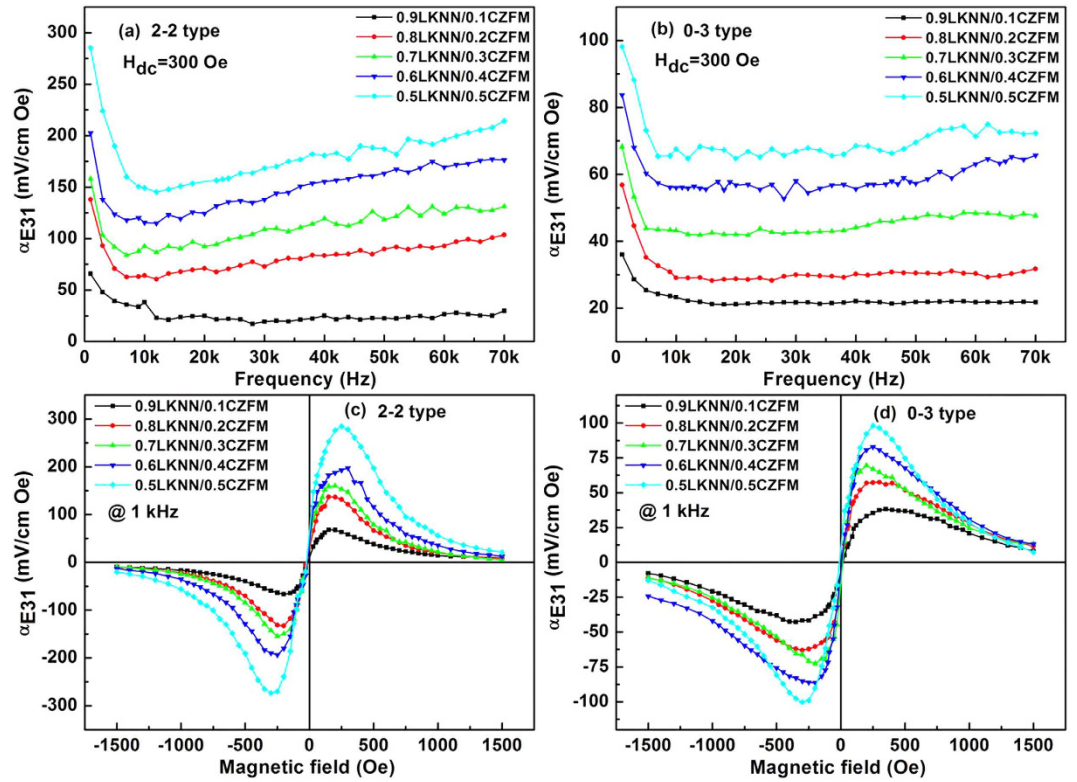 (a) 2-2 type
H_dc=300 Oe
0.9LKNN/0.1CZFM
0.8LKNN/0.2CZFM
0.7LKNN/0.3CZFM
0.6LKNN/0.4CZFM
0.5LKNN/0.5CZFM
αE31 (mV/cm Oe)
350
300
250
200
150
100
50
0
0 10k 20k 30k 40k 50k 60k 70k
Frequency (Hz)
(b) 0-3 type
H_dc=300 Oe
0.9LKNN/0.1CZFM
0.8LKNN/0.2CZFM
0.7LKNN/0.3CZFM
0.6LKNN/0.4CZFM
0.5LKNN/0.5CZFM
αE31 (mV/cm Oe)
100
80
60
40
20
0 10k 20k 30k 40k 50k 60k 70k
Frequency (Hz)
0.9LKNN/0.1CZFM
0.8LKNN/0.2CZFM
0.7LKNN/0.3CZFM
0.6LKNN/0.4CZFM
0.5LKNN/0.5CZFM
(c) 2-2 type
@ 1 kHz
αE31 (mV/cm Oe)
300
200
100
0
-100
-200
-300
-1500 -1000 -500 0 500 1000 1500
Magnetic field (Oe)
0.9LKNN/0.1CZFM
0.8LKNN/0.2CZFM
0.7LKNN/0.3CZFM
0.6LKNN/0.4CZFM
0.5LKNN/0.5CZFM
(d) 0-3 type
@ 1 kHz
αE31 (mV/cm Oe)
100
75
50
25
0
-25
-50
-75
-100
-1500 -1000 -500 0 500 1000 1500
Magnetic field (Oe)